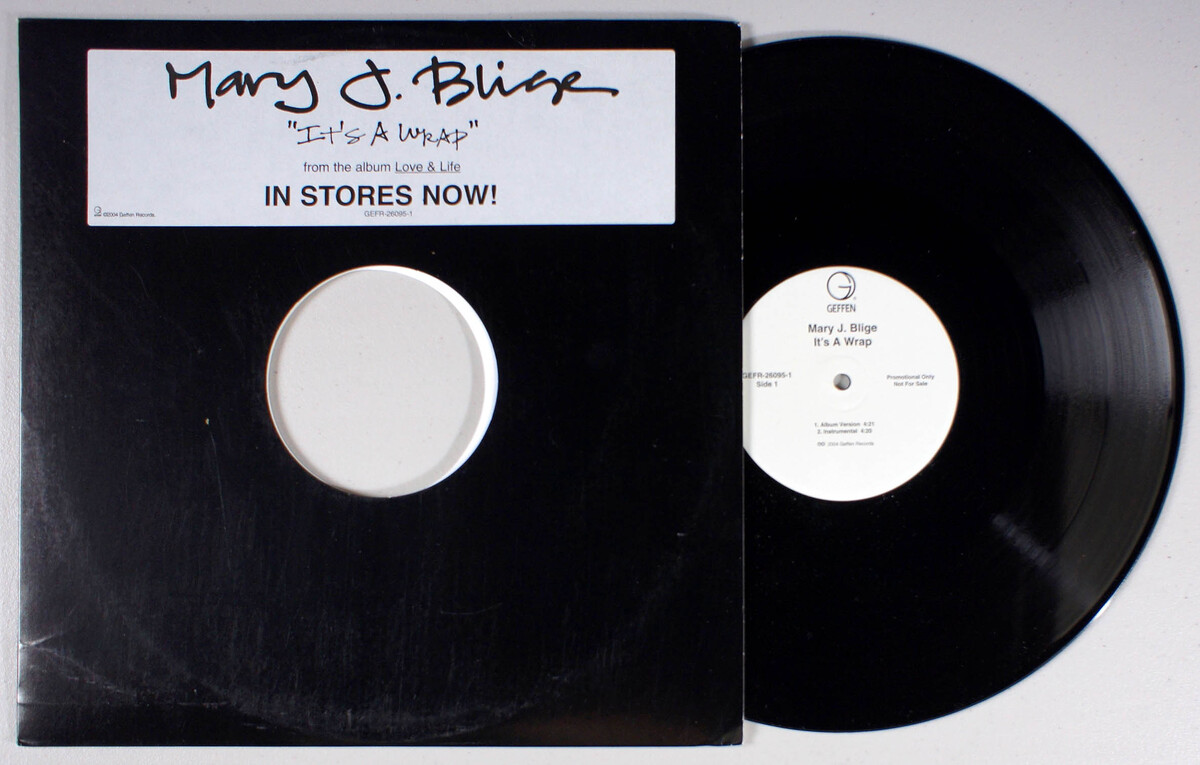 Mary J. Blige
"It's A Wrap"
from the album Love & Life
IN STORES NOW!
GEFR-26095-1
©2004 Geffen Records.
G
GEFFEN
Mary J. Blige
It's A Wrap
GEFR-26095-1
Side 1
Promotional Only
Not For Sale
1. Album Version 4:21
2. Instrumental 4:20
2004 Geffen Records